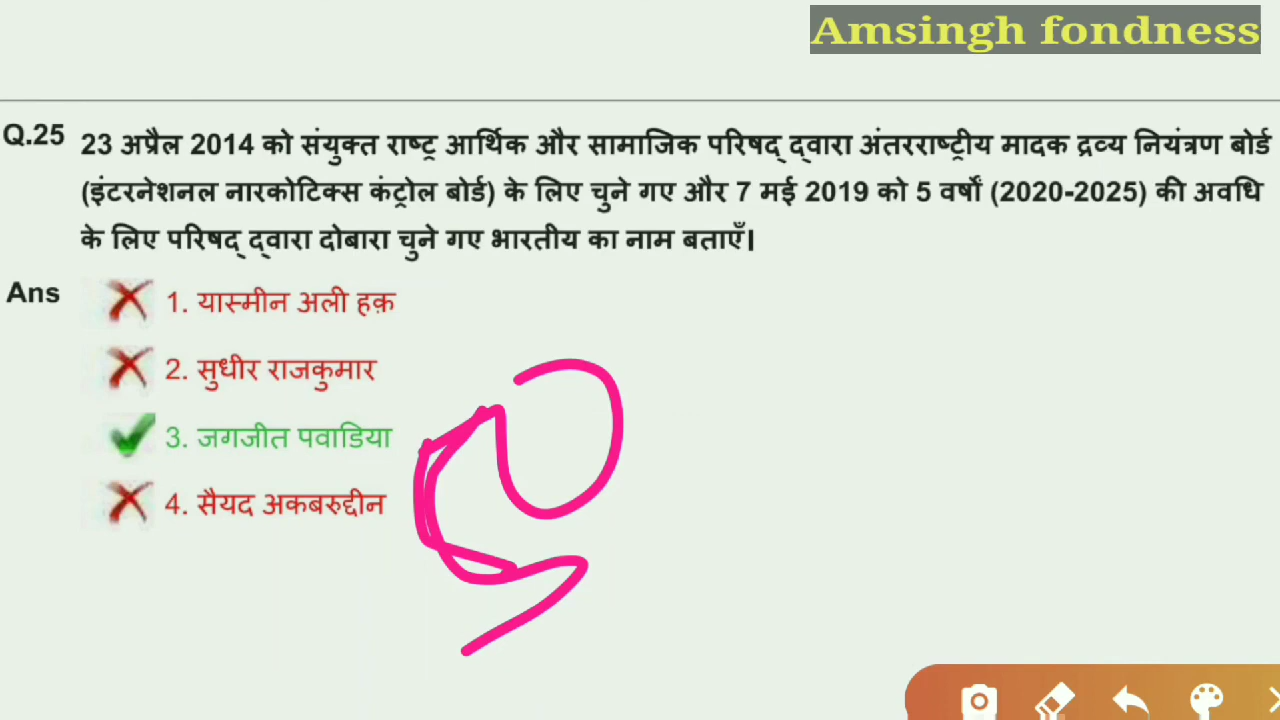 Amsingh fondness
Q.25 23 अप्रैल 2014 को संयुक्त राष्ट्र आर्थिक और सामाजिक परिषद् द्वारा अंतरराष्ट्रीय मादक द्रव्य नियंत्रण बोर्ड
(इंटरनेशनल नारकोटिक्स कंट्रोल बोर्ड) के लिए चुने गए और 7 मई 2019 को 5 वर्षों (2020-2025) की अवधि
के लिए परिषद् द्वारा दोबारा चुने गए भारतीय का नाम बताएँ।
Ans 1. यास्मीन अली हक़
2. सुधीर राजकुमार
3. जगजीत पवाडिया
4. सैयद अकबरुद्दीन